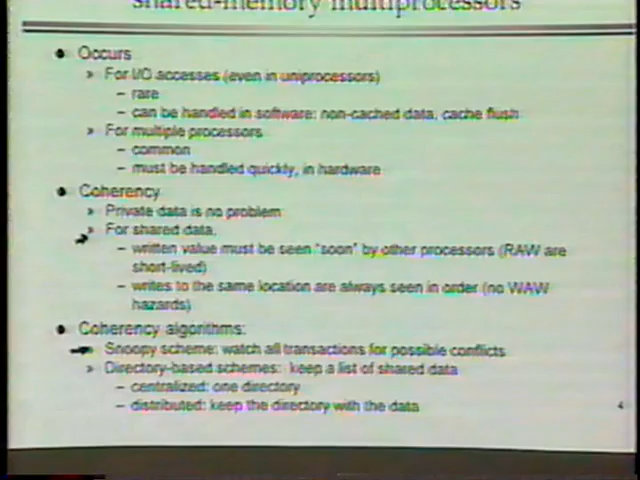 shared-memory multiprocessors
Occurs
» For I/O accesses (even in uniprocessors)
– rare
– can be handled in software: non-cached data, cache flush
» For multiple processors
– common
– must be handled quickly, in hardware
Coherency
» Private data is no problem
» For shared data,
– written value must be seen "soon" by other processors (RAW are
short-lived)
– writes to the same location are always seen in order (no WAW
hazards)
Coherency algorithms:
» Snoopy scheme: watch all transactions for possible conflicts
» Directory-based schemes: keep a list of shared data
– centralized: one directory
– distributed: keep the directory with the data
4